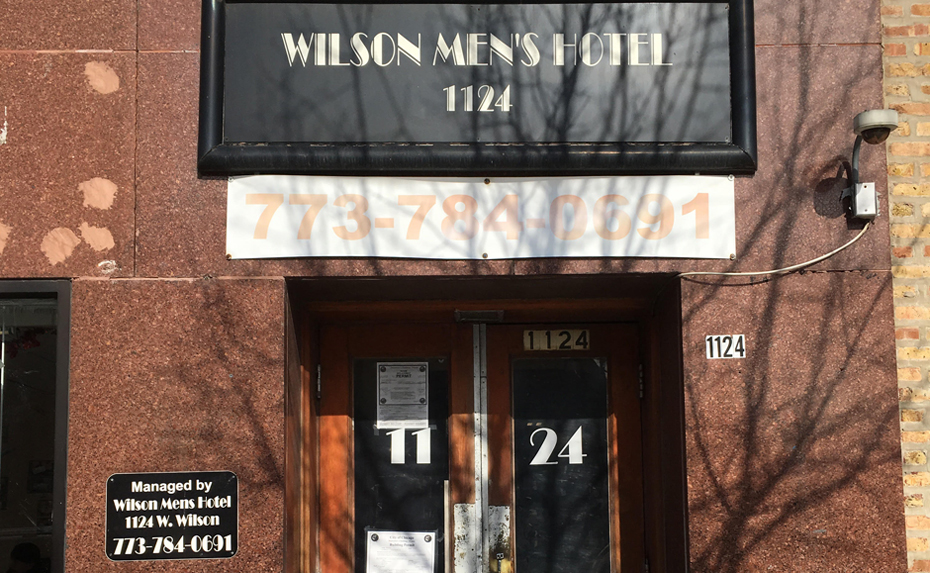 WILSON MEN'S HOTEL
1124
773-784-0691
1124
1124
11 24
Managed by
Wilson Mens Hotel
1124 W. Wilson
773-784-0691